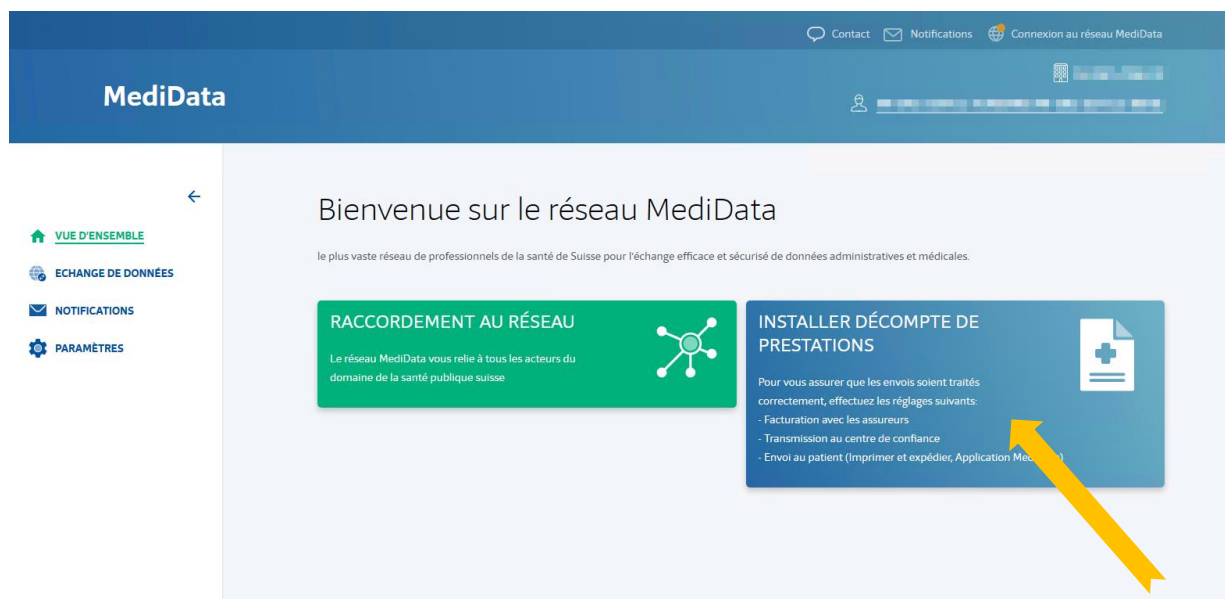 Contact Notifications Connexion au réseau MediData
MediData
Bienvenue sur le réseau MediData
VUE D'ENSEMBLE
le plus vaste réseau de professionnels de la santé de Suisse pour l'échange efficace et sécurisé de données administratives et médicales.
ECHANGE DE DONNÉES
NOTIFICATIONS
PARAMÈTRES
RACCORDEMENT AU RÉSEAU
Le réseau MediData vous relie à tous les acteurs du
domaine de la santé publique suisse
INSTALLER DÉCOMPTE DE
PRESTATIONS
Pour vous assurer que les envois soient traités
correctement, effectuez les réglages suivants:
- Facturation avec les assureurs
- Transmission au centre de confiance
- Envoi au patient (Imprimer et expédier, Application